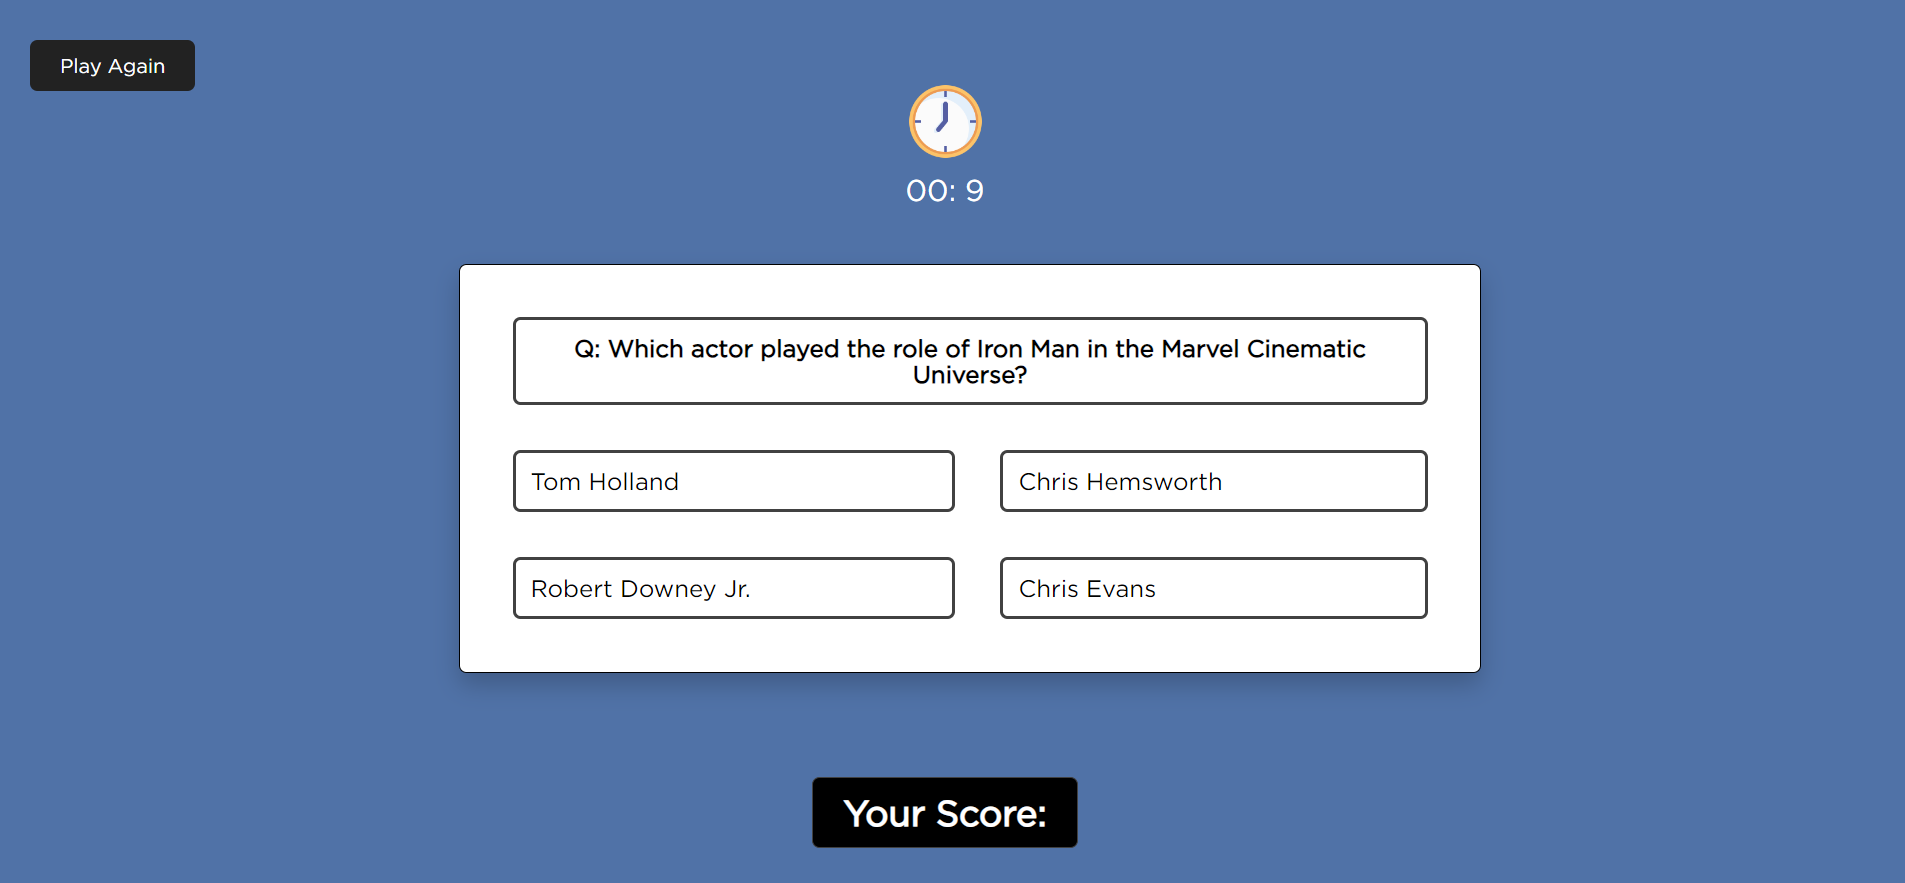 Play Again
00: 9
Q: Which actor played the role of Iron Man in the Marvel Cinematic
Universe?
Tom Holland
Chris Hemsworth
Robert Downey Jr.
Chris Evans
Your Score: